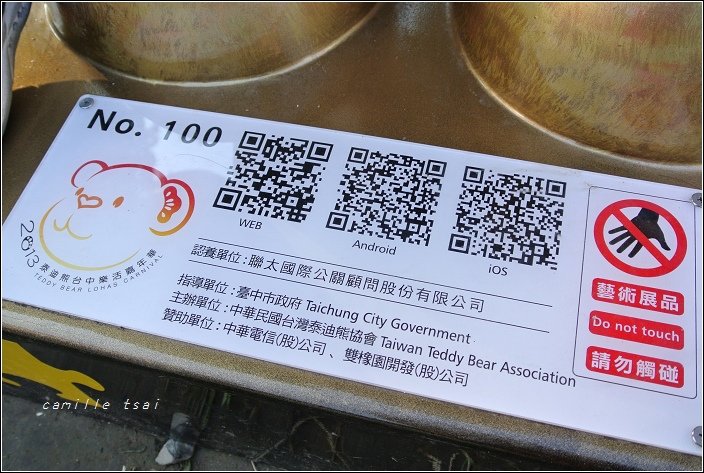 No. 100
2013 泰迪熊台中樂活嘉年華
TEDDY BEAR LOHAS CARNIVAL
WEB
Android
iOS
認養單位：聯太國際公關顧問股份有限公司
指導單位：臺中市政府 Taichung City Government
主辦單位：中華民國台灣泰迪熊協會 Taiwan Teddy Bear Association
贊助單位：中華電信(股)公司、雙橡園開發(股)公司
藝術展品
Do not touch
請勿觸碰
camille tsai